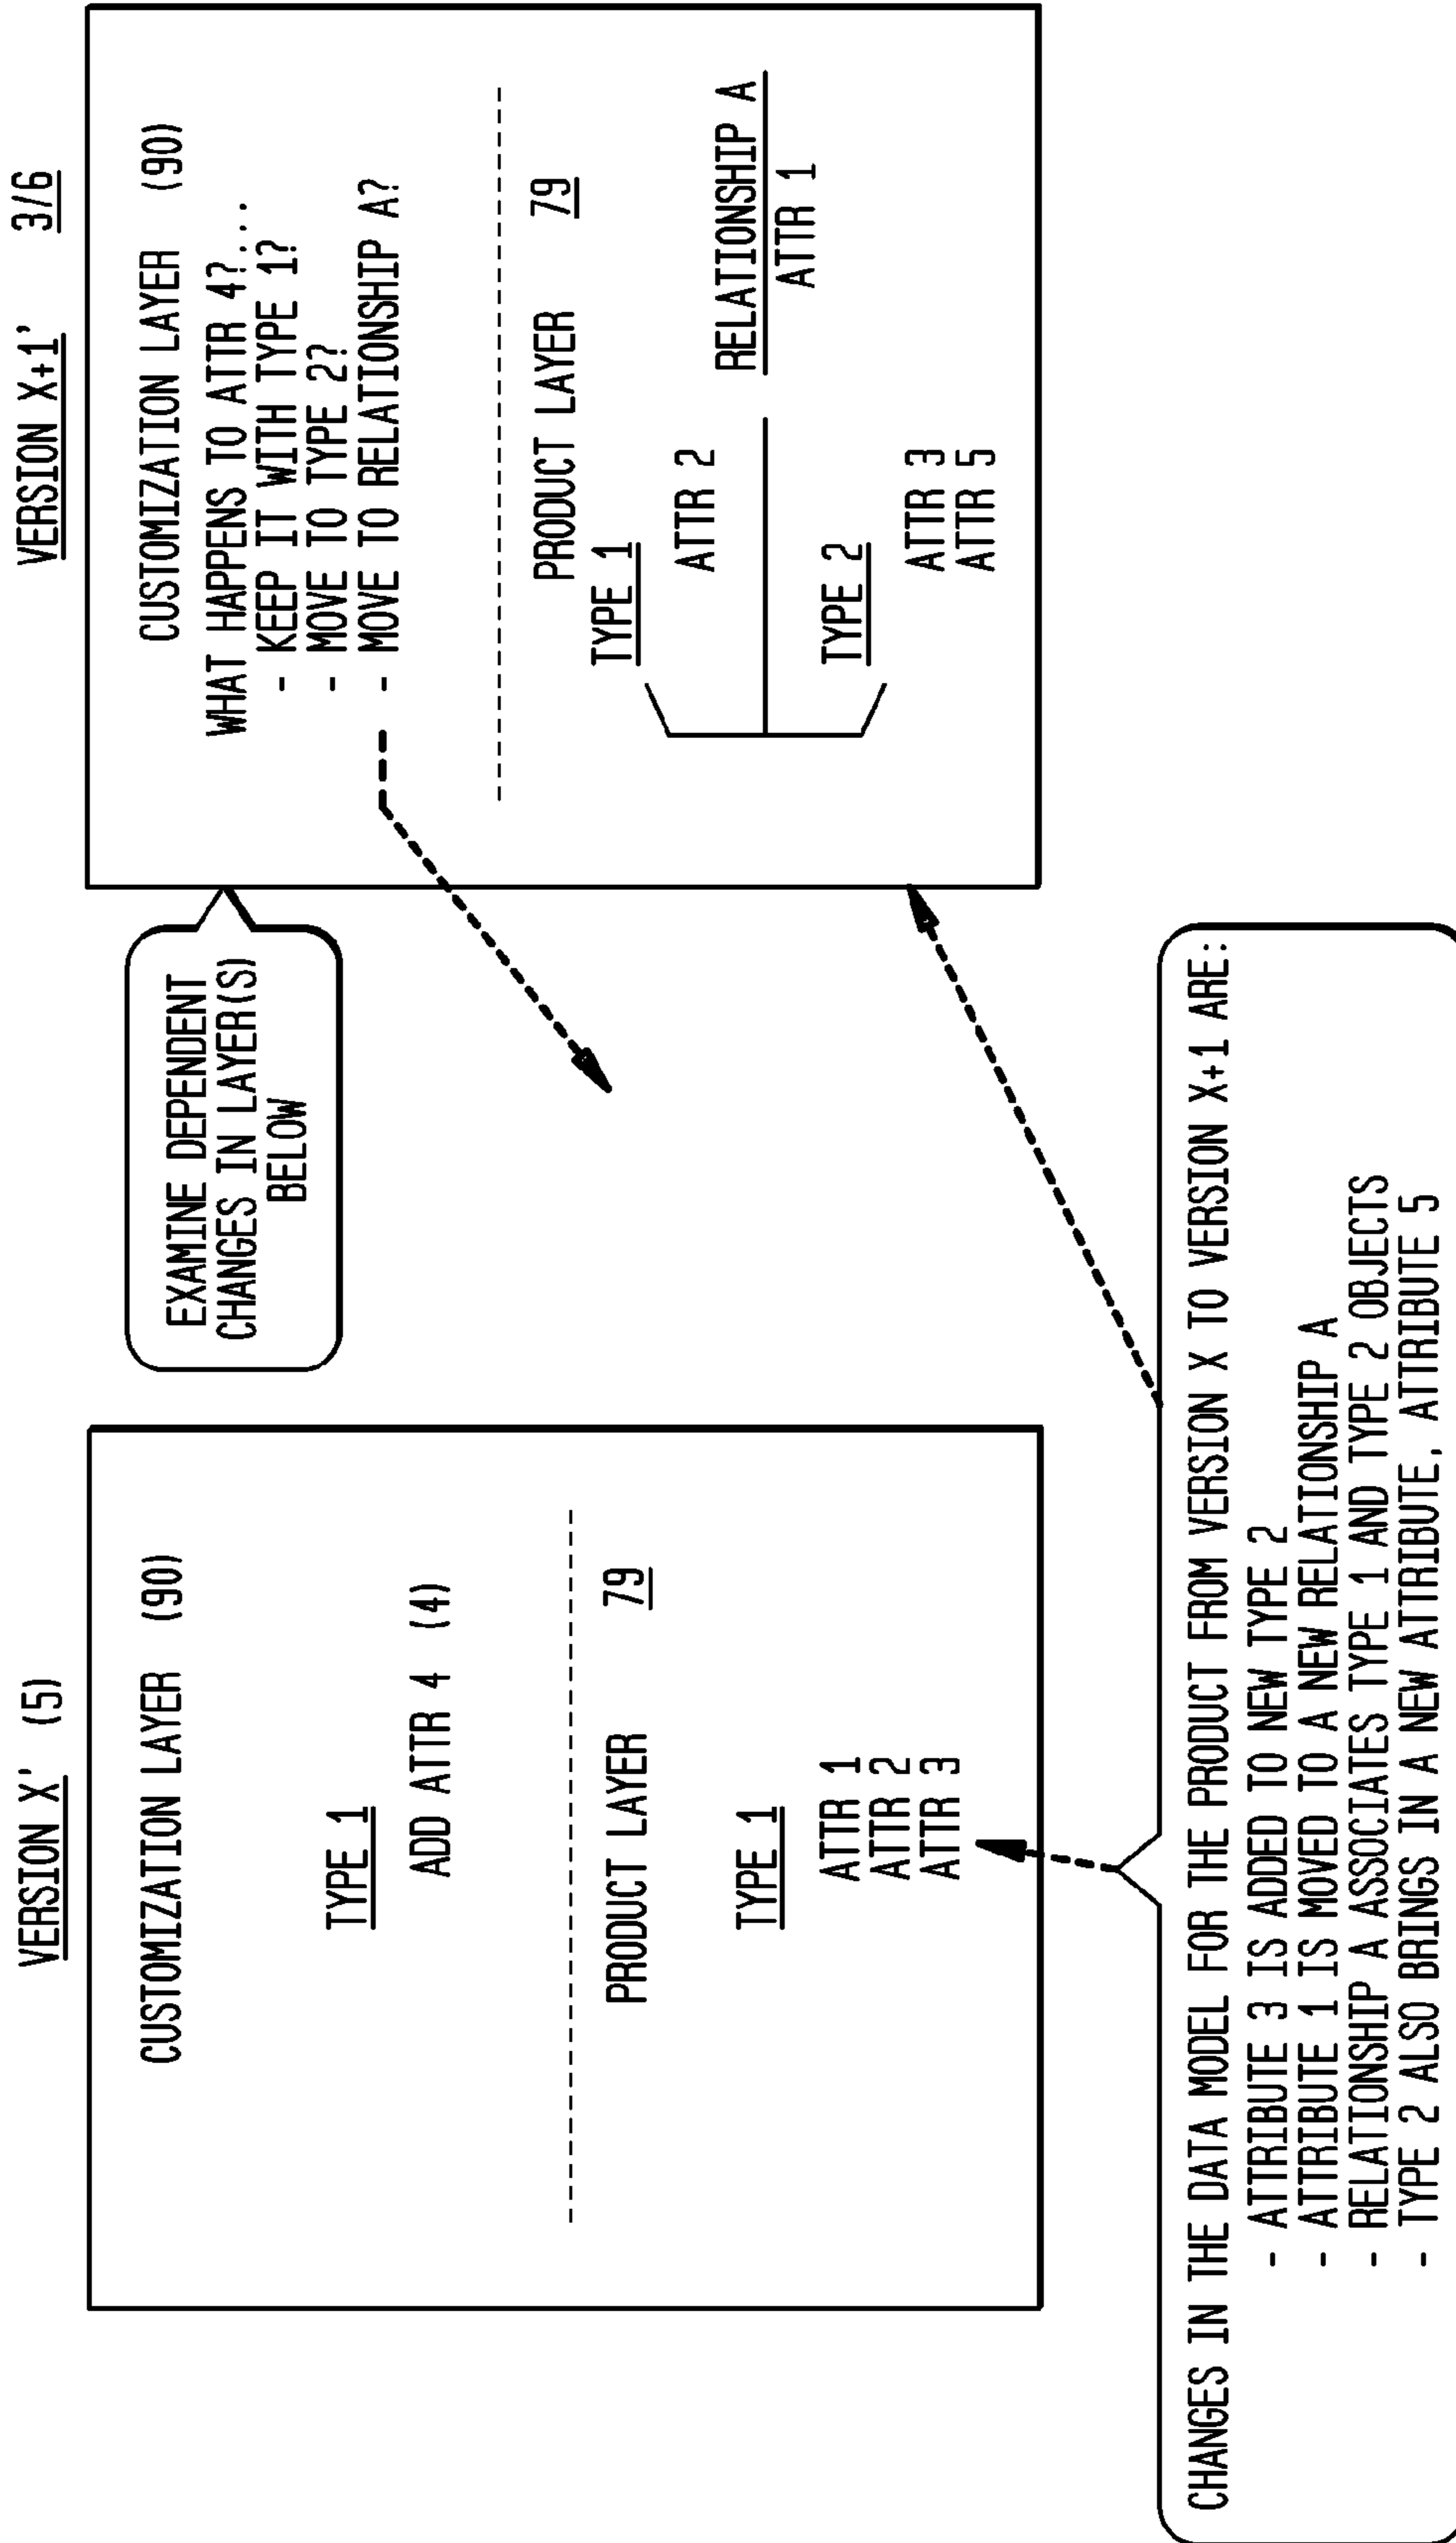 VERSION X' (5)
CUSTOMIZATION LAYER (90)
TYPE 1
ADD ATTR 4 (4)
PRODUCT LAYER 79
TYPE 1
ATTR 1
ATTR 2
ATTR 3
VERSION X+1' 3/6
EXAMINE DEPENDENT
CHANGES IN LAYER(S)
BELOW
CUSTOMIZATION LAYER (90)
WHAT HAPPENS TO ATTR 4?...
- KEEP IT WITH TYPE 1?
- MOVE TO TYPE 2?
- MOVE TO RELATIONSHIP A?
PRODUCT LAYER 79
TYPE 1
ATTR 2
RELATIONSHIP A
ATTR 1
TYPE 2
ATTR 3
ATTR 5
CHANGES IN THE DATA MODEL FOR THE PRODUCT FROM VERSION X TO VERSION X+1 ARE:
- ATTRIBUTE 3 IS ADDED TO NEW TYPE 2
- ATTRIBUTE 1 IS MOVED TO A NEW RELATIONSHIP A
- RELATIONSHIP A ASSOCIATES TYPE 1 AND TYPE 2 OBJECTS
- TYPE 2 ALSO BRINGS IN A NEW ATTRIBUTE, ATTRIBUTE 5